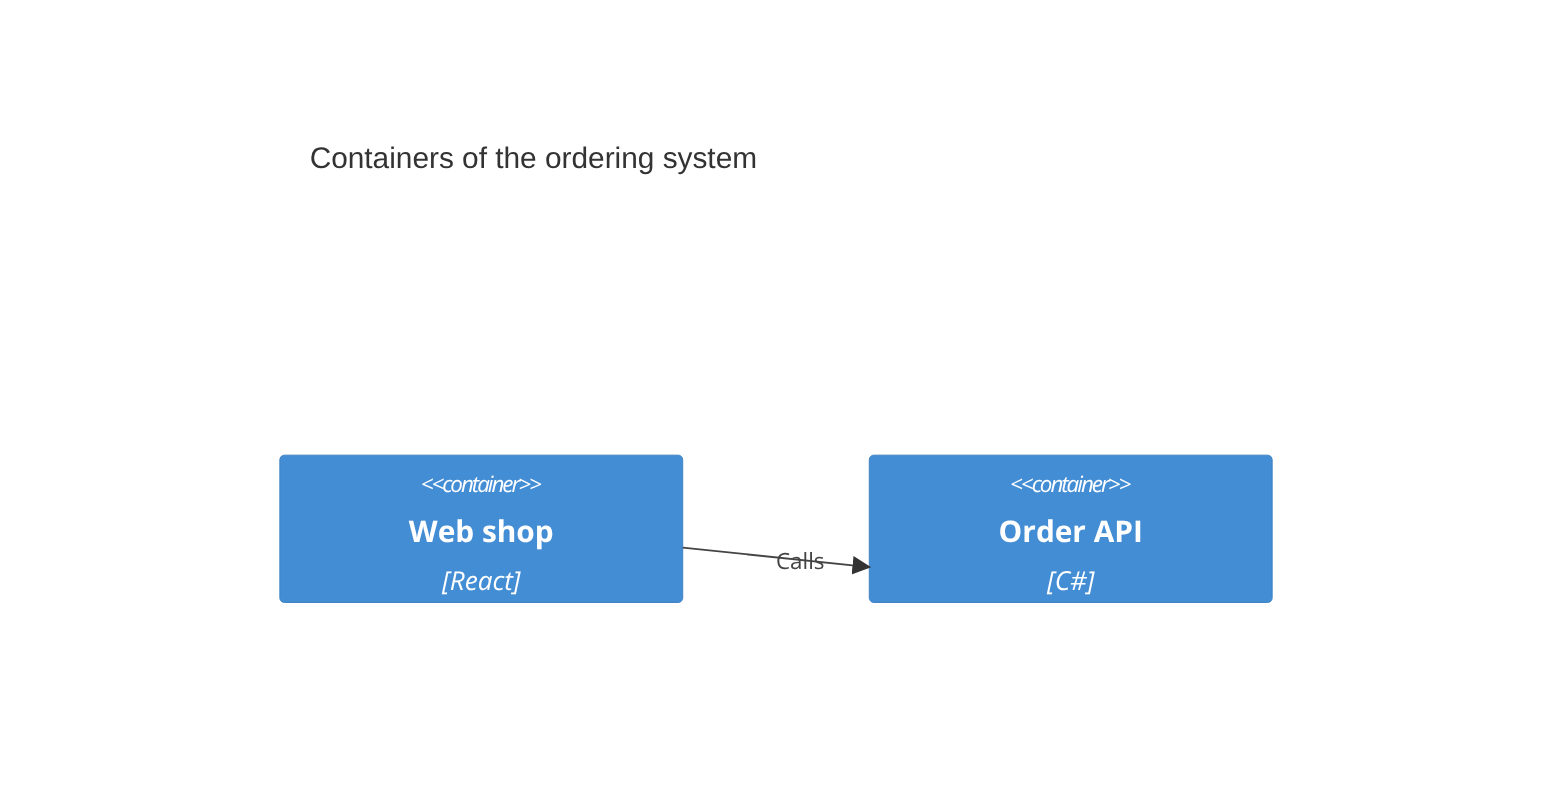 Containers of the ordering system
<<container>>
Web shop
[React]
Calls
<<container>>
Order API
[C#]